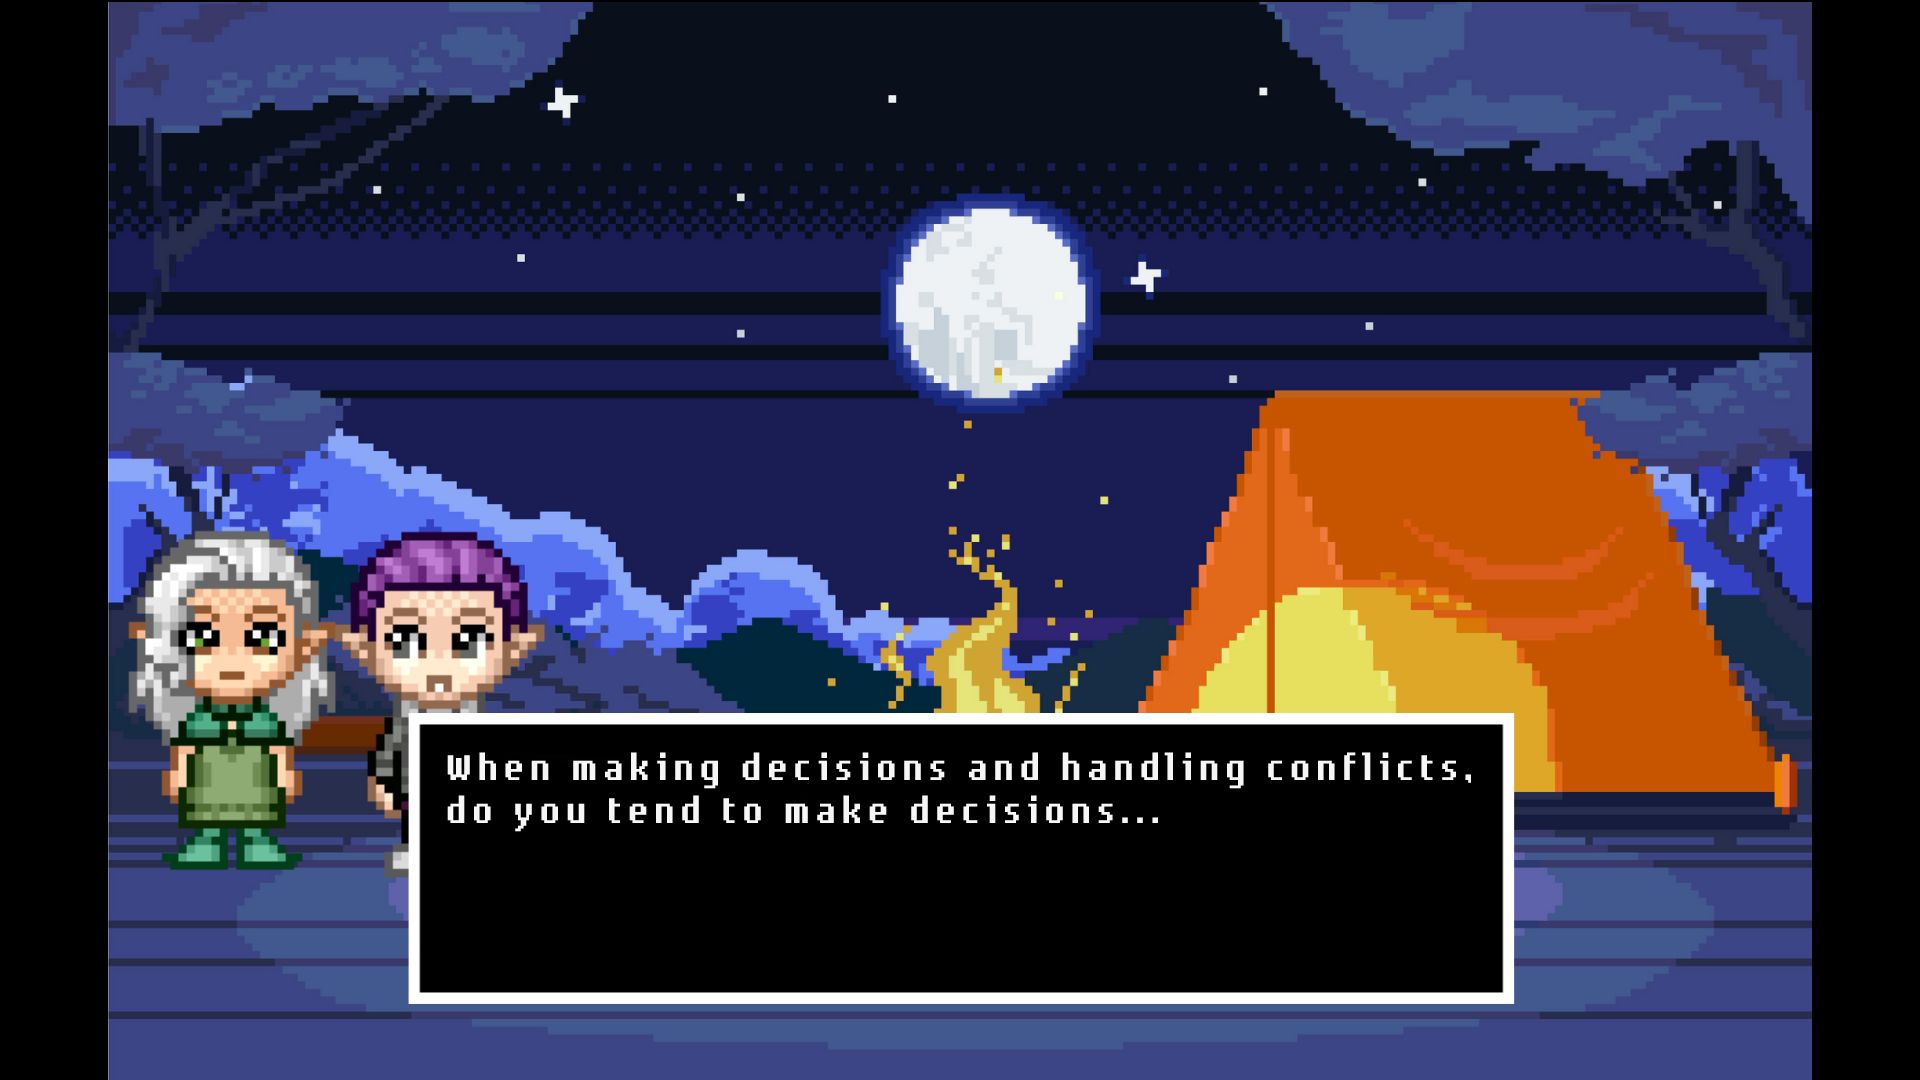 When making decisions and handling conflicts,
do you tend to make decisions...